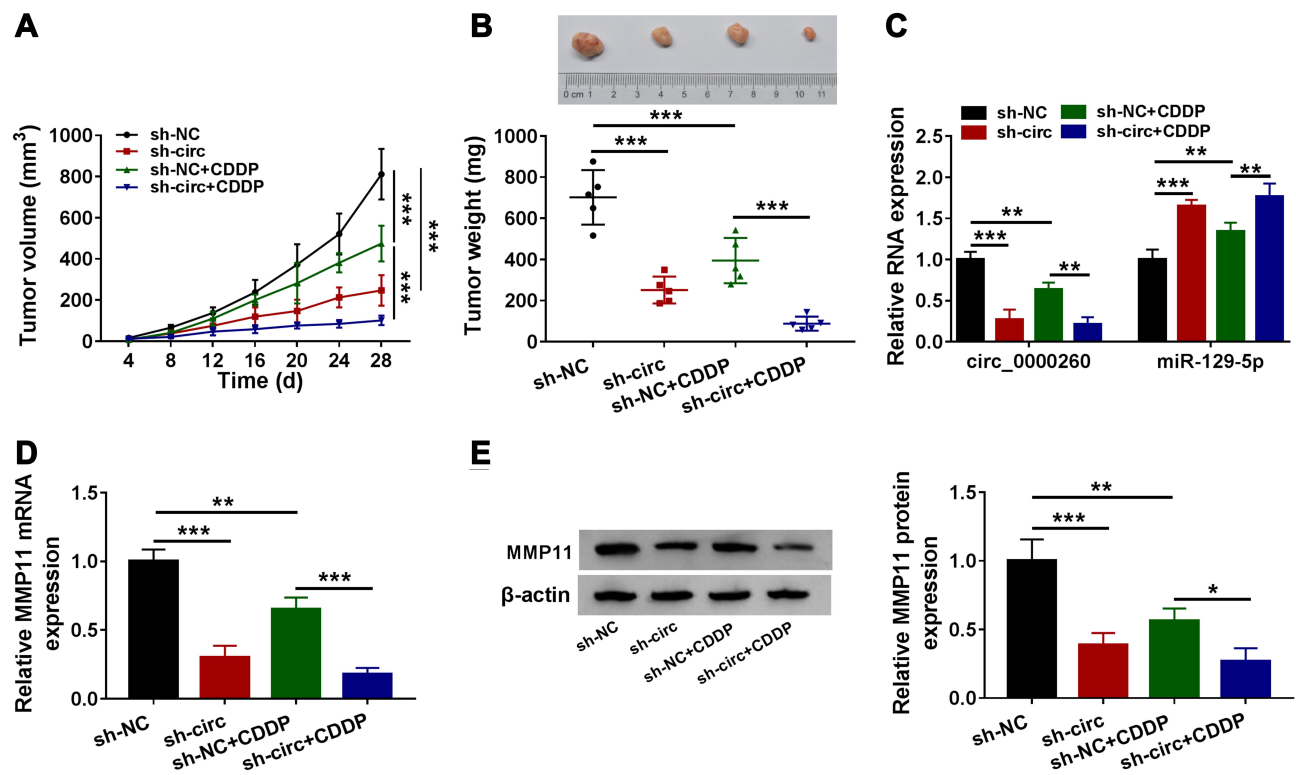 A
Tumor volume (mm3)
1000
800
600
400
200
0
4 8 12 16 20 24 28
Time (d)
sh-NC
sh-circ
sh-NC+CDDP
sh-circ+CDDP
***
***
***
B
0 cm 1 2 3 4 5 6 7 8 9 10 11
Tumor weight (mg)
1000
800
600
400
200
0
***
***
***
sh-NC
sh-circ
sh-NC+CDDP
sh-circ+CDDP
C
sh-NC
sh-circ
sh-NC+CDDP
sh-circ+CDDP
Relative RNA expression
2.5
2.0
1.5
1.0
0.5
0.0
**
***
**
**
***
**
circ_0000260 miR-129-5p
D
Relative MMP11 mRNA
expression
1.5
1.0
0.5
0.0
**
***
***
sh-NC
sh-circ
sh-NC+CDDP
sh-circ+CDDP
E
MMP11
β-actin
sh-NC
sh-circ
sh-NC+CDDP
sh-circ+CDDP
Relative MMP11 protein
expression
1.5
1.0
0.5
0.0
**
***
*
sh-NC
sh-circ
sh-NC+CDDP
sh-circ+CDDP